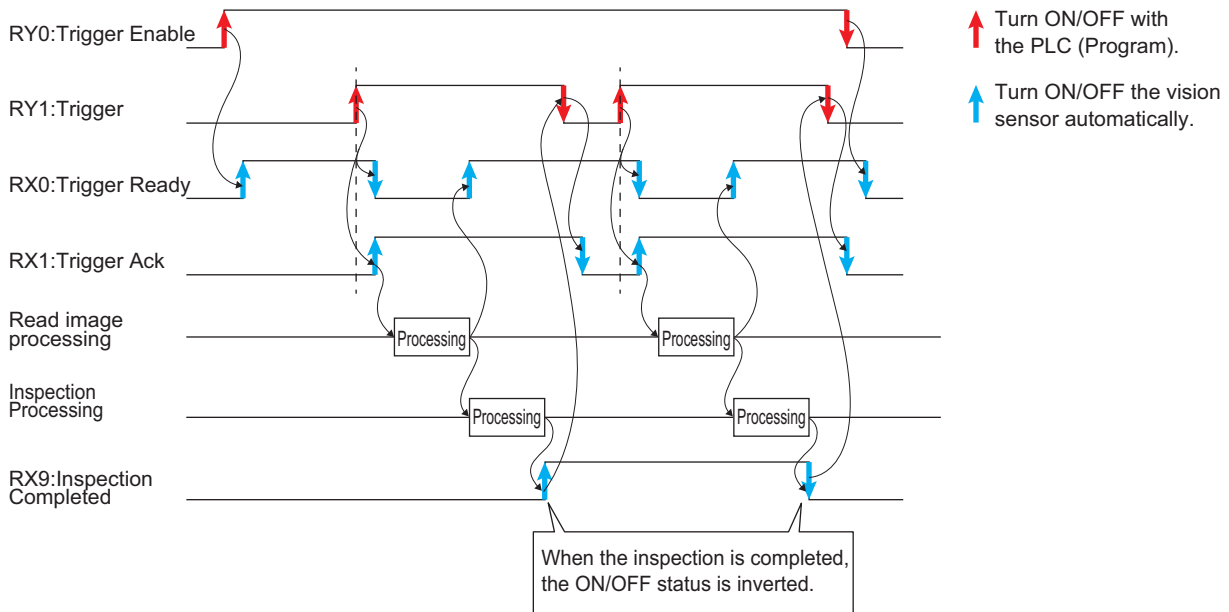 RY0:Trigger Enable
Turn ON/OFF with
the PLC (Program).
RY1:Trigger
Turn ON/OFF the vision
sensor automatically.
RX0:Trigger Ready
RX1:Trigger Ack
Read image
processing
Processing
Processing
Inspection
Processing
Processing
Processing
RX9:Inspection
Completed
When the inspection is completed,
the ON/OFF status is inverted.